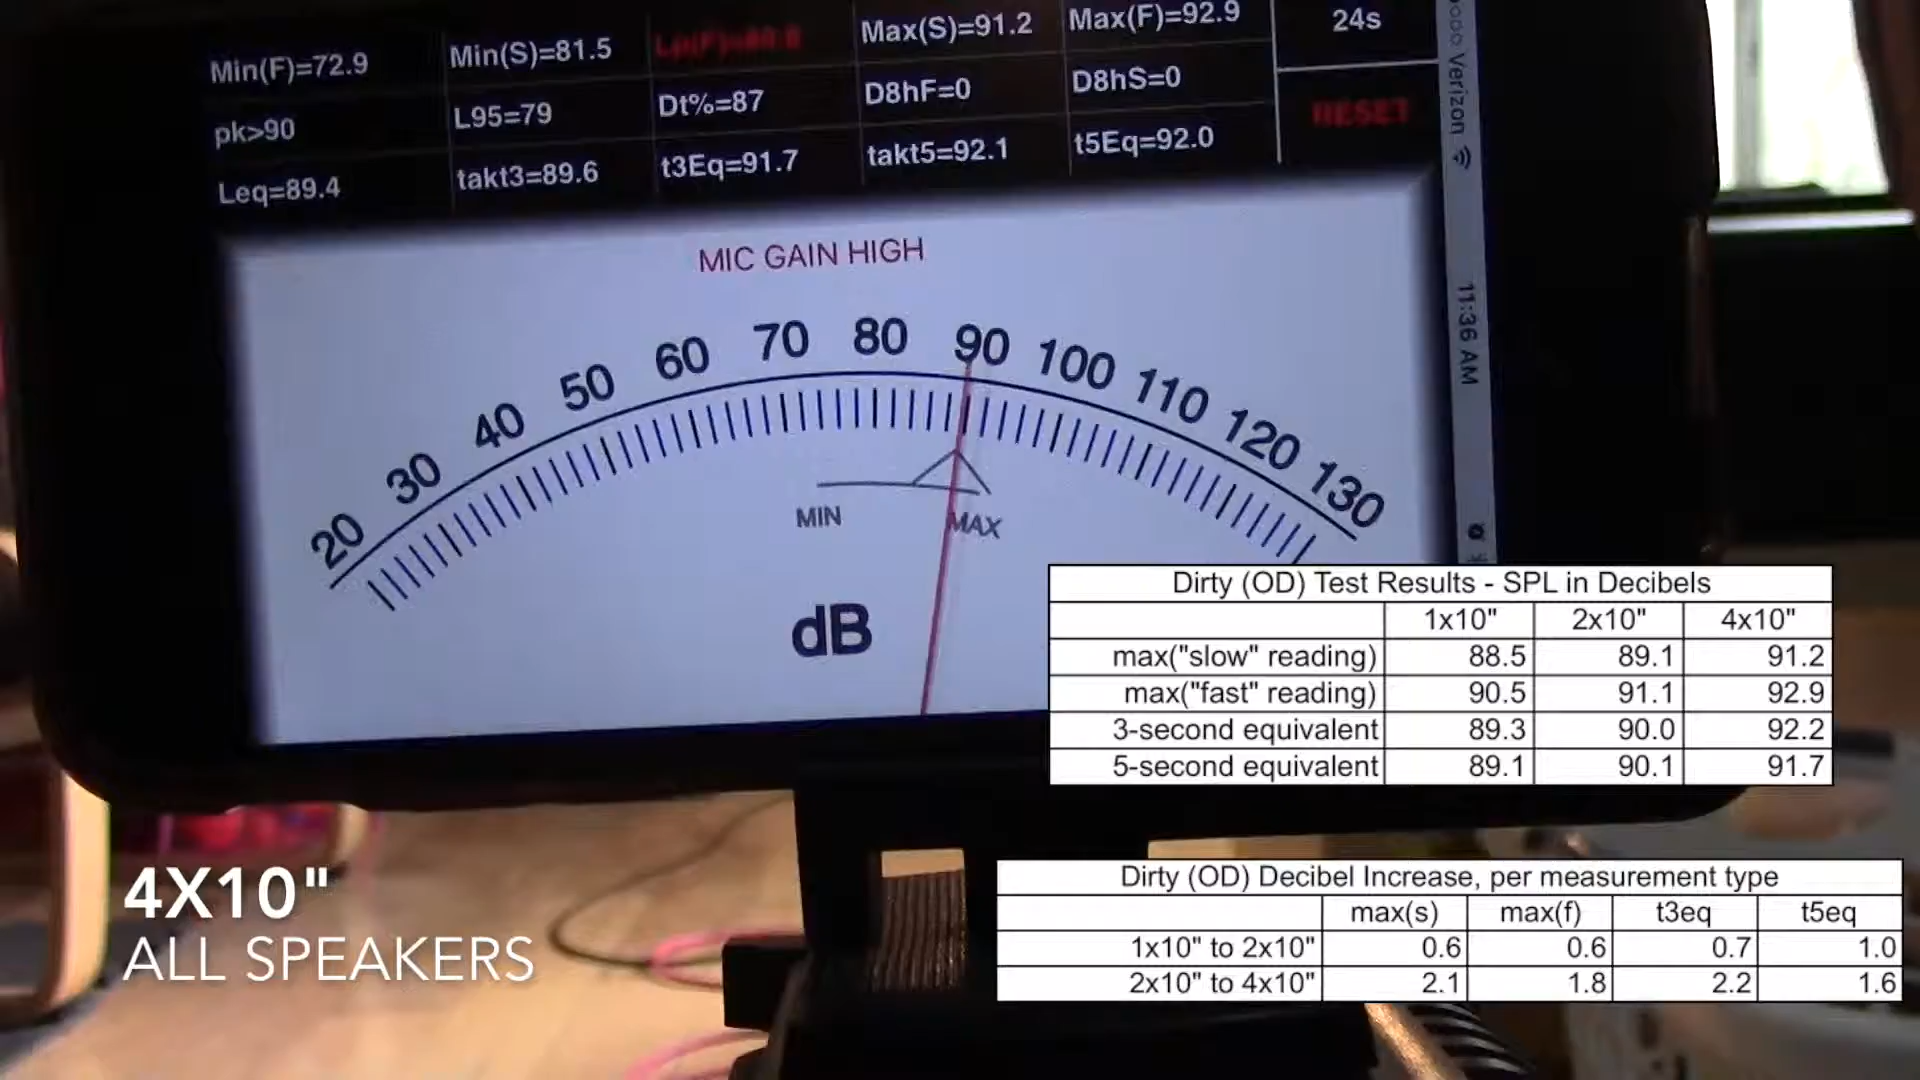 Min(F)=72.9 Min(S)=81.5 Max(S)=91.2 Max(F)=92.9 24s
pk>90 L95=79 Dt%=87 D8hF=0 D8hS=0 RESET
Leq=89.4 takt3=89.6 t3Eq=91.7 takt5=92.1 t5Eq=92.0
Verizon
11:36 AM
MIC GAIN HIGH
20 30 40 50 60 70 80 90 100 110 120 130
MIN MAX
dB
Dirty (OD) Test Results - SPL in Decibels
1x10" 2x10" 4x10"
max("slow" reading) 88.5 89.1 91.2
max("fast" reading) 90.5 91.1 92.9
3-second equivalent 89.3 90.0 92.2
5-second equivalent 89.1 90.1 91.7
4X10"
ALL SPEAKERS
Dirty (OD) Decibel Increase, per measurement type
max(s) max(f) t3eq t5eq
1x10" to 2x10" 0.6 0.6 0.7 1.0
2x10" to 4x10" 2.1 1.8 2.2 1.6